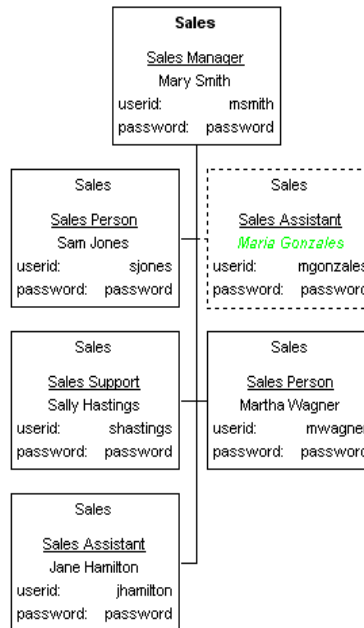 Sales
Sales Manager
Mary Smith
userid: msmith
password: password
Sales
Sales Person
Sam Jones
userid: sjones
password: password
Sales
Sales Assistant
Maria Gonzales
userid: mgonzales
password: password
Sales
Sales Support
Sally Hastings
userid: shastings
password: password
Sales
Sales Person
Martha Wagner
userid: mwagner
password: password
Sales
Sales Assistant
Jane Hamilton
userid: jhamilton
password: password